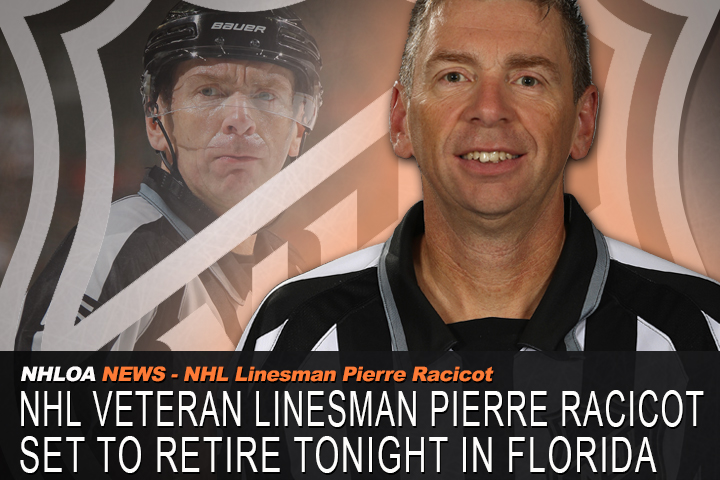 BAUER
NHLOA NEWS - NHL Linesman Pierre Racicot
NHL VETERAN LINESMAN PIERRE RACICOT
SET TO RETIRE TONIGHT IN FLORIDA